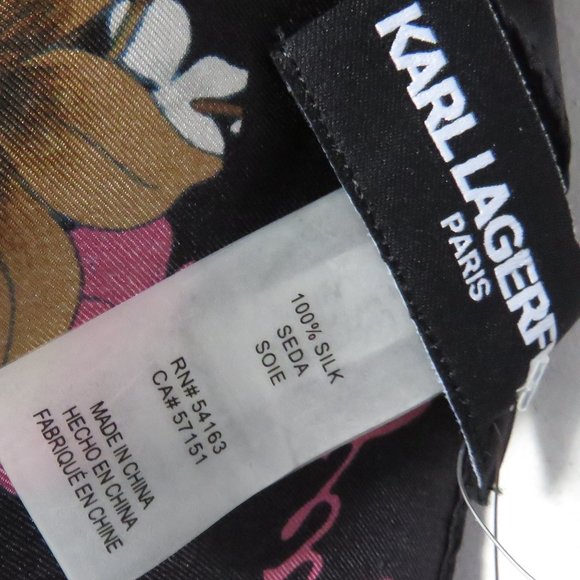 KARL LAGERF
PARIS
100% SILK
SEDA
SOIE
RN# 54163
CA# 57151
MADE IN CHINA
HECHO EN CHINA
FABRIQUÉ EN CHINE